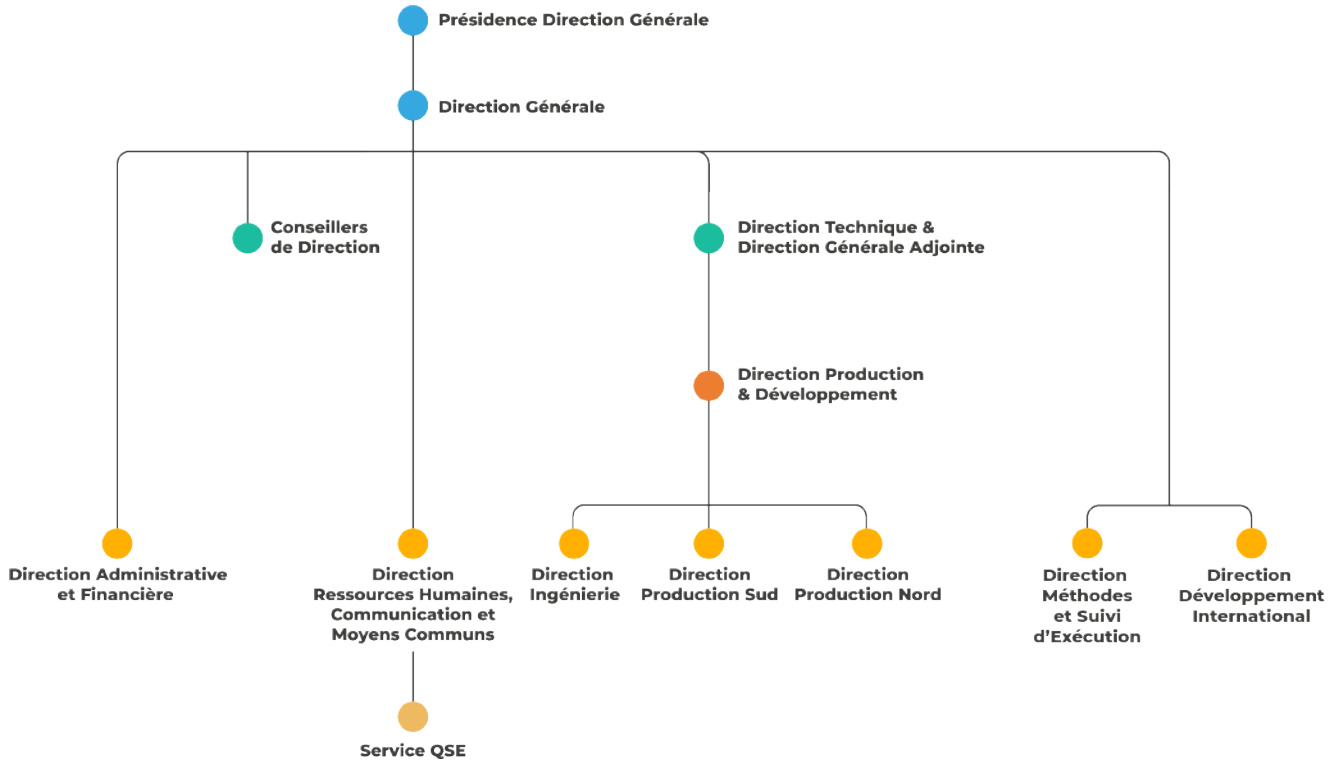 Présidence Direction Générale
Direction Générale
Conseillers
de Direction
Direction Technique &
Direction Générale Adjointe
Direction Production
& Développement
Direction Administrative
et Financière
Direction
Ressources Humaines,
Communication et
Moyens Communs
Direction
Ingénierie
Direction
Production Sud
Direction
Production Nord
Direction
Méthodes
et Suivi
d'Exécution
Direction
Développement
International
Service QSE